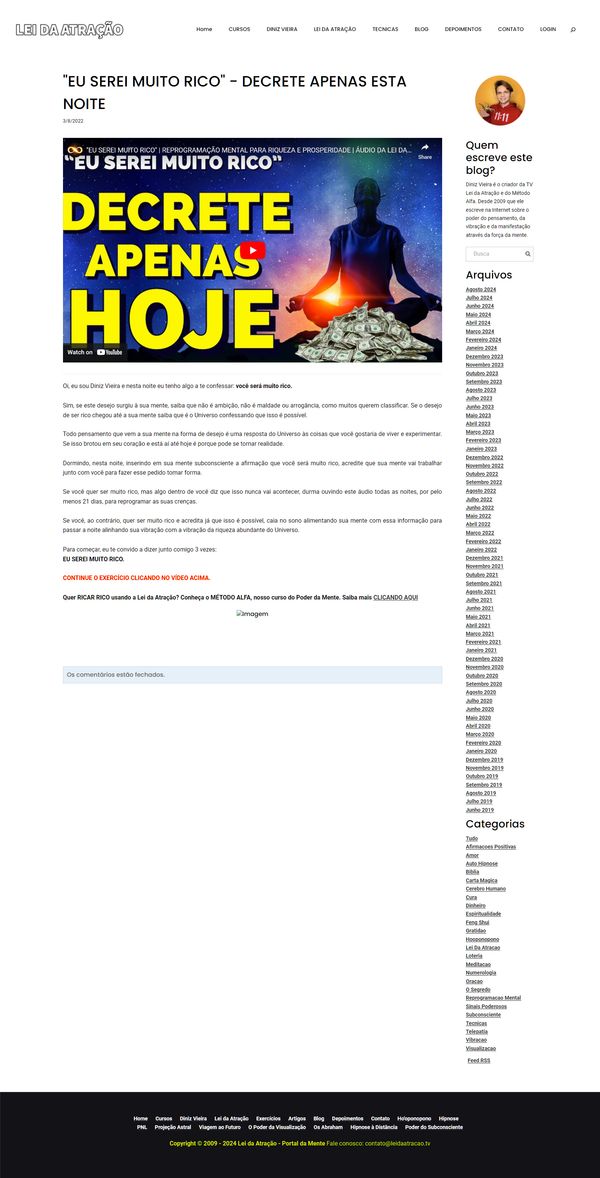 LEI DA ATRAÇÃO
Home CURSOS DINIZ VIEIRA LEI DA ATRAÇÃO TECNICAS BLOG DEPOIMENTOS CONTATO LOGIN
"EU SEREI MUITO RICO" - DECRETE APENAS ESTA
NOITE
3/8/2022
"EU SEREI MUITO RICO" | REPROGRAMAÇÃO MENTAL PARA RIQUEZA E PROSPERIDADE | ÁUDIO DA LEI DA...
Share
"EU SEREI MUITO RICO"
DECRETE
APENAS
HOJE
Watch on YouTube
Oi, eu sou Diniz Vieira e nesta noite eu tenho algo a te confessar: você será muito rico.
Sim, se este desejo surgiu à sua mente, saiba que não é ambição, não é maldade ou arrogância, como muitos querem classificar. Se o desejo
de ser rico chegou até a sua mente saiba que é o Universo confessando que isso é possível.
Todo pensamento que vem a sua mente na forma de desejo é uma resposta do Universo às coisas que você gostaria de viver e experimentar.
Se isso brotou em seu coração e está aí até hoje é porque pode se tornar realidade.
Dormindo, nesta noite, inserindo em sua mente subconsciente a afirmação que você será muito rico, acredite que sua mente vai trabalhar
junto com você para fazer esse pedido tomar forma.
Se você quer ser muito rico, mas algo dentro de você diz que isso nunca vai acontecer, durma ouvindo este áudio todas as noites, por pelo
menos 21 dias, para reprogramar as suas crenças.
Se você, ao contrário, quer ser muito rico e acredita já que isso é possível, caia no sono alimentando sua mente com essa informação para
passar a noite alinhando sua vibração com a vibração da riqueza abundante do Universo.
Para começar, eu te convido a dizer junto comigo 3 vezes:
EU SEREI MUITO RICO.
CONTINUE O EXERCÍCIO CLICANDO NO VÍDEO ACIMA.
Quer RICAR RICO usando a Lei da Atração? Conheça o MÉTODO ALFA, nosso curso do Poder da Mente. Saiba mais CLICANDO AQUI
Imagem
Os comentários estão fechados.
11:11
Quem
escreve este
blog?
Diniz Vieira é o criador da TV
Lei da Atração e do Método
Alfa. Desde 2009 que ele
escreve na Internet sobre o
poder do pensamento, da
vibração e da manifestação
através da força da mente.
Busca
Arquivos
Agosto 2024
Julho 2024
Junho 2024
Maio 2024
Abril 2024
Março 2024
Fevereiro 2024
Janeiro 2024
Dezembro 2023
Novembro 2023
Outubro 2023
Setembro 2023
Agosto 2023
Julho 2023
Junho 2023
Maio 2023
Abril 2023
Março 2023
Fevereiro 2023
Janeiro 2023
Dezembro 2022
Novembro 2022
Outubro 2022
Setembro 2022
Agosto 2022
Julho 2022
Junho 2022
Maio 2022
Abril 2022
Março 2022
Fevereiro 2022
Janeiro 2022
Dezembro 2021
Novembro 2021
Outubro 2021
Setembro 2021
Agosto 2021
Julho 2021
Junho 2021
Maio 2021
Abril 2021
Março 2021
Fevereiro 2021
Janeiro 2021
Dezembro 2020
Novembro 2020
Outubro 2020
Setembro 2020
Agosto 2020
Julho 2020
Junho 2020
Maio 2020
Abril 2020
Março 2020
Fevereiro 2020
Janeiro 2020
Dezembro 2019
Novembro 2019
Outubro 2019
Setembro 2019
Agosto 2019
Julho 2019
Junho 2019
Categorias
Tudo
Afirmacoes Positivas
Amor
Auto Hipnose
Biblia
Carta Magica
Cerebro Humano
Cura
Dinheiro
Espiritualidade
Feng Shui
Gratidao
Hooponopono
Lei Da Atracao
Loteria
Meditacao
Numerologia
Oracao
O Segredo
Reprogramacao Mental
Sinais Poderosos
Subconsciente
Tecnicas
Telepatia
Vibracao
Visualizacao
Feed RSS
Home Cursos Diniz Vieira Lei da Atração Exercícios Artigos Blog Depoimentos Contato Ho'oponopono Hipnose
PNL Projeção Astral Viagem ao Futuro O Poder da Visualização Os Abraham Hipnose à Distância Poder do Subconsciente
Copyright © 2009 - 2024 Lei da Atração - Portal da Mente Fale conosco: contato@leidaatracao.tv